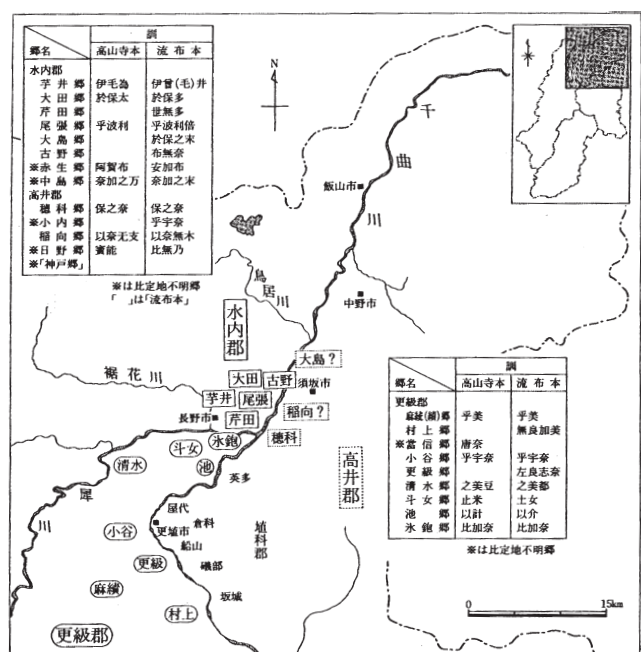 訓
郷名 高山寺本 流布本
水内郡
芋井郷 伊毛為 伊曾(毛)井
大田郷 於保太 於保多
芹田郷 世無多
尾張郷 乎波利 乎波利倍
大島郷 於保之末
古野郷 布無奈
※赤生郷 阿賀布 安加布
※中島郷 奈加之万 奈加之末
高井郡
穂科郷 保之奈 保之奈
※小内郷 乎宇奈
稲向郷 以奈无支 以奈無木
※日野郷 賓能 比無乃
※「神戸郷」
※は比定地不明郷
「 」は「流布本」
N
千曲川
飯山市
鳥居川
中野市
水内郡
大島?
裾花川
大田
古野
須坂市
芋井
尾張
稲向?
長野市
芹田
氷鉋
穂科
斗女
清水
池
英多
高井郡
犀川
屋代
倉科
更埴市
小谷
船山
埴科郡
更級
磯部
麻績
坂城
村上
更級郡
訓
郷名 高山寺本 流布本
更級郡
麻績(績)郷 乎美 乎美
村上郷 無良加美
※當信郷 唐奈
小谷郷 乎宇奈 乎宇奈
更級郷 左良志奈
清水郷 之美豆 之美都
斗女郷 止米 土女
池郷 以計 以介
氷鉋郷 比加奈 比加奈
※は比定地不明郷
0 15km